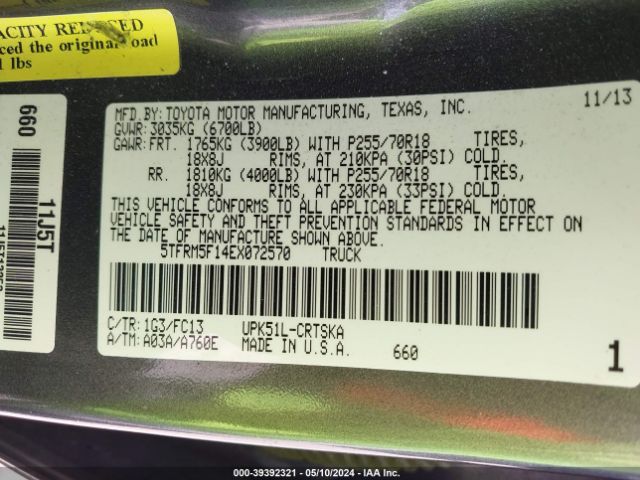 ACITY REDUCED
ced the original load
1 lbs
660
11J5T
MFD.BY:TOYOTA MOTOR MANUFACTURING, TEXAS, INC. 11/13
GVWR: 3035KG (6700LB)
GAWR:FRT. 1765KG (3900LB) WITH P255/70R18 TIRES,
18X8J RIMS, AT 210KPA (30PSI) COLD.
RR. 1810KG (4000LB) WITH P255/70R18 TIRES,
18X8J RIMS, AT 230KPA (33PSI) COLD.
THIS VEHICLE CONFORMS TO ALL APPLICABLE FEDERAL MOTOR
VEHICLE SAFETY AND THEFT PREVENTION STANDARDS IN EFFECT ON
THE DATE OF MANUFACTURE SHOWN ABOVE.
5TFRM5F14EX072570 TRUCK
C/TR:1G3/FC13 UPK51L-CRTSKA
A/TM:A03A/A760E MADE IN U.S.A. 660 1
000-39392321 - 05/10/2024 - IAA Inc.